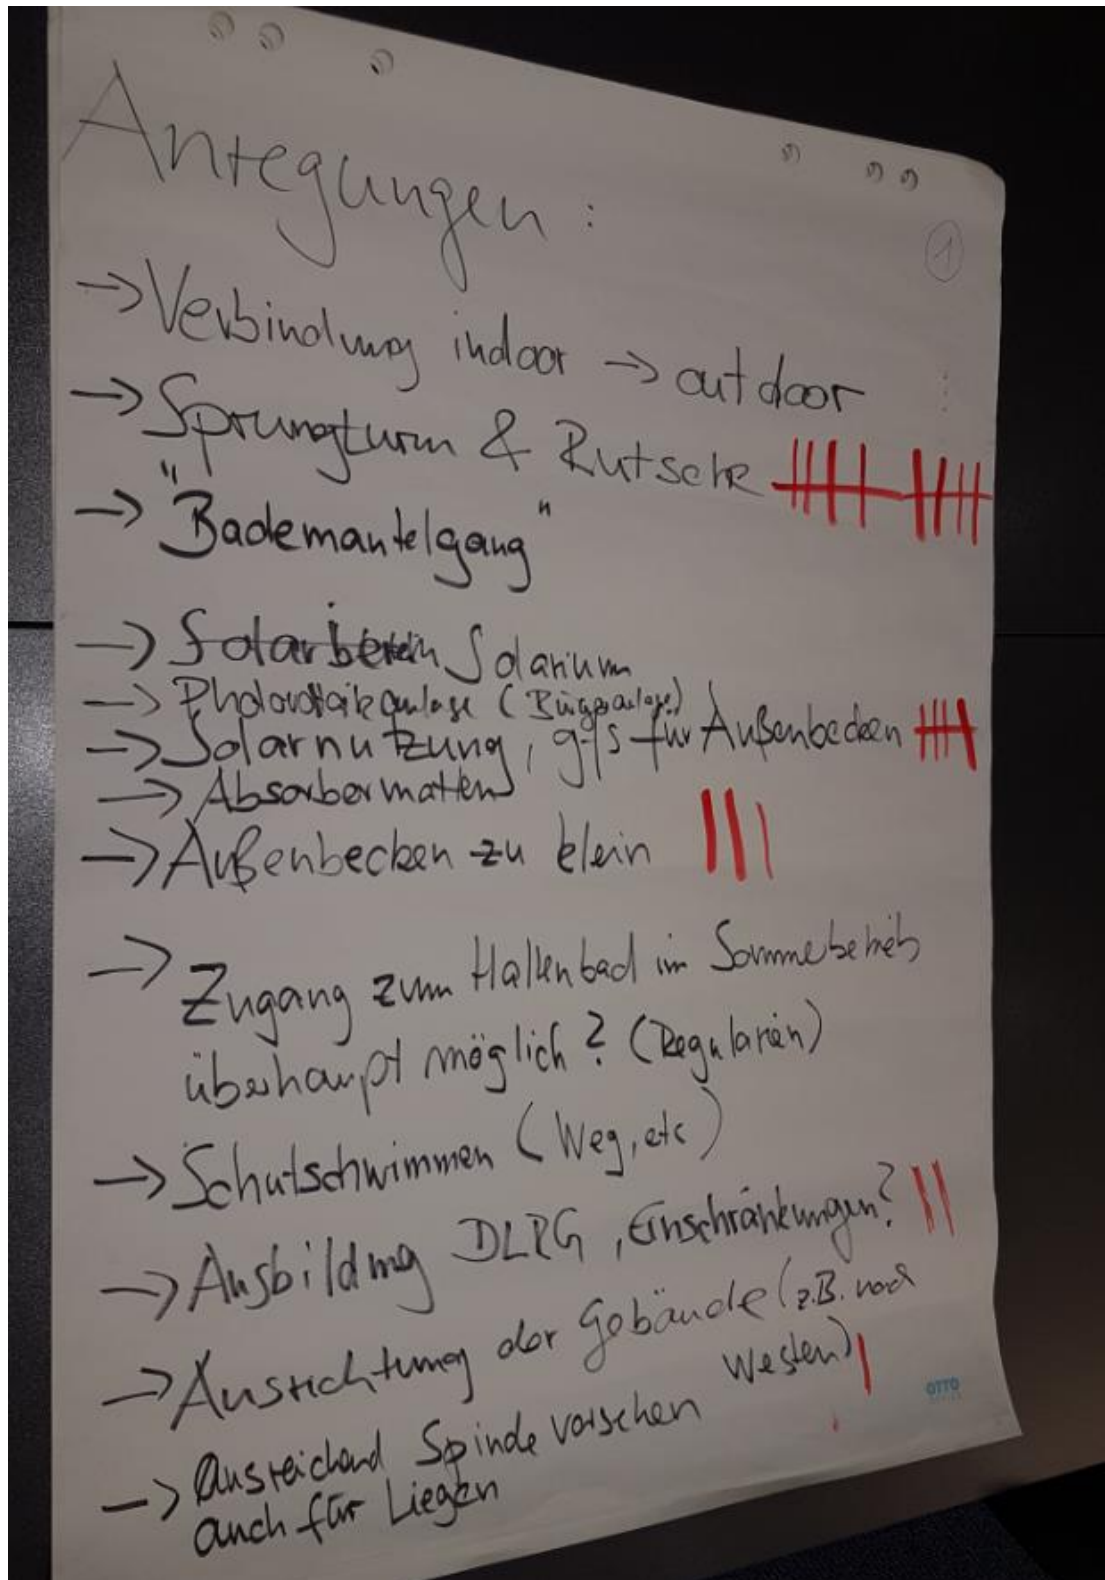 Anregungen :
1
→ Verbindung indoor → outdoor
→ Sprungturm & Rutsche
→ "Bademantelgang"
→ Solarium
→ Photovoltaikanlage (Bürgeranlage)
→ Solarnutzung, ggfs für Außenbecken
→ Absorbermatten
→ Außenbecken zu klein
→ Zugang zum Hallenbad im Sommerbetrieb
überhaupt möglich? (Regularien)
→ Schulschwimmen (Weg, etc)
→ Ausbildung DLRG, Einschränkungen?
→ Ausrichtung der Gebäude (z.B. nach
Westen)
→ Ausreichend Spinde vorsehen
auch für Liegen
OTTO